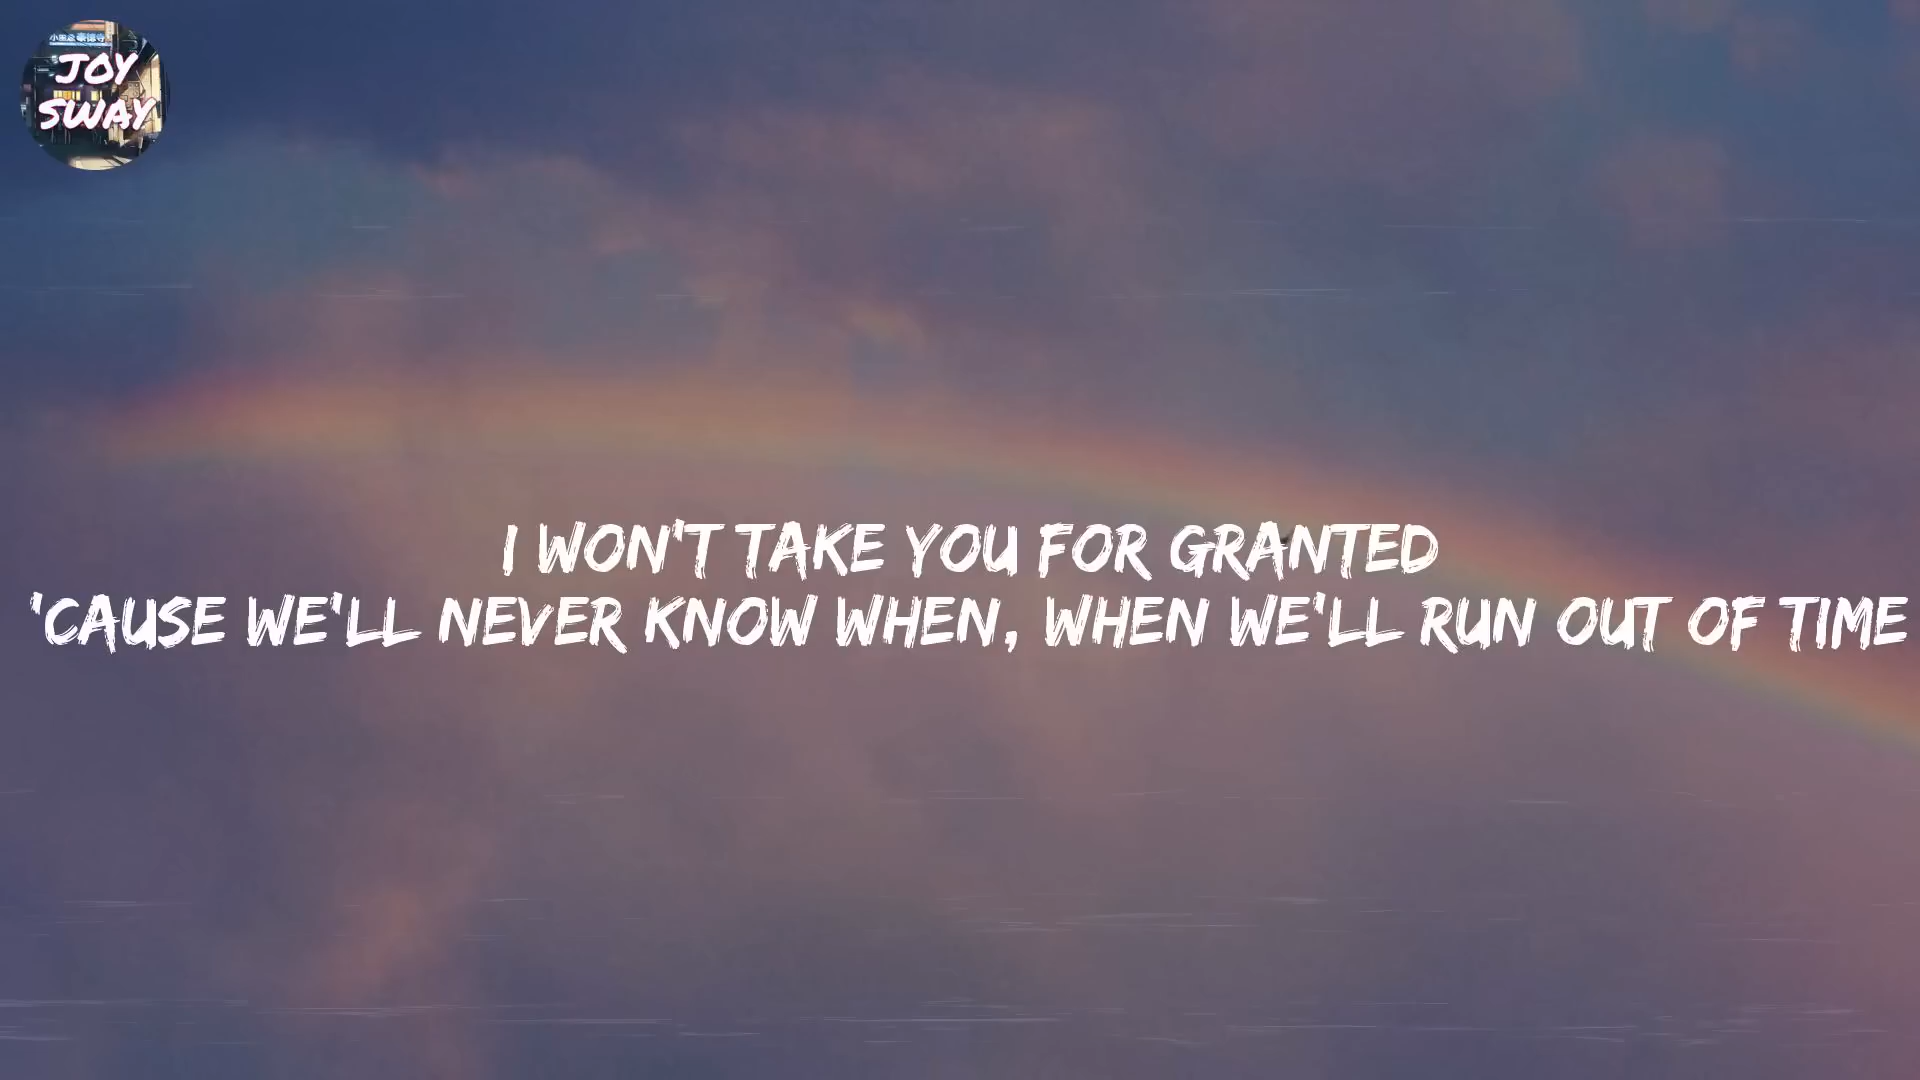 JOY
SWAY
I WON'T TAKE YOU FOR GRANTED
'CAUSE WE'LL NEVER KNOW WHEN, WHEN WE'LL RUN OUT OF TIME